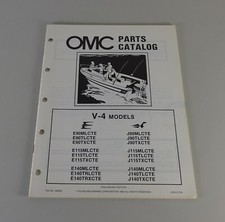 OMC PARTS CATALOG
V-4 MODELS
E90MLCTE J90MLCTE
E90TLCTE J90TLCTE
E90TXCTE J90TXCTE
E115MLCTE J115MLCTE
E115TLCTE J115TLCTE
E115TXCTE J115TXCTE
E140MLCTE J140MLCTE
E140TRLCTE J140TLCTE
E140TRXCTE J140TXCTE